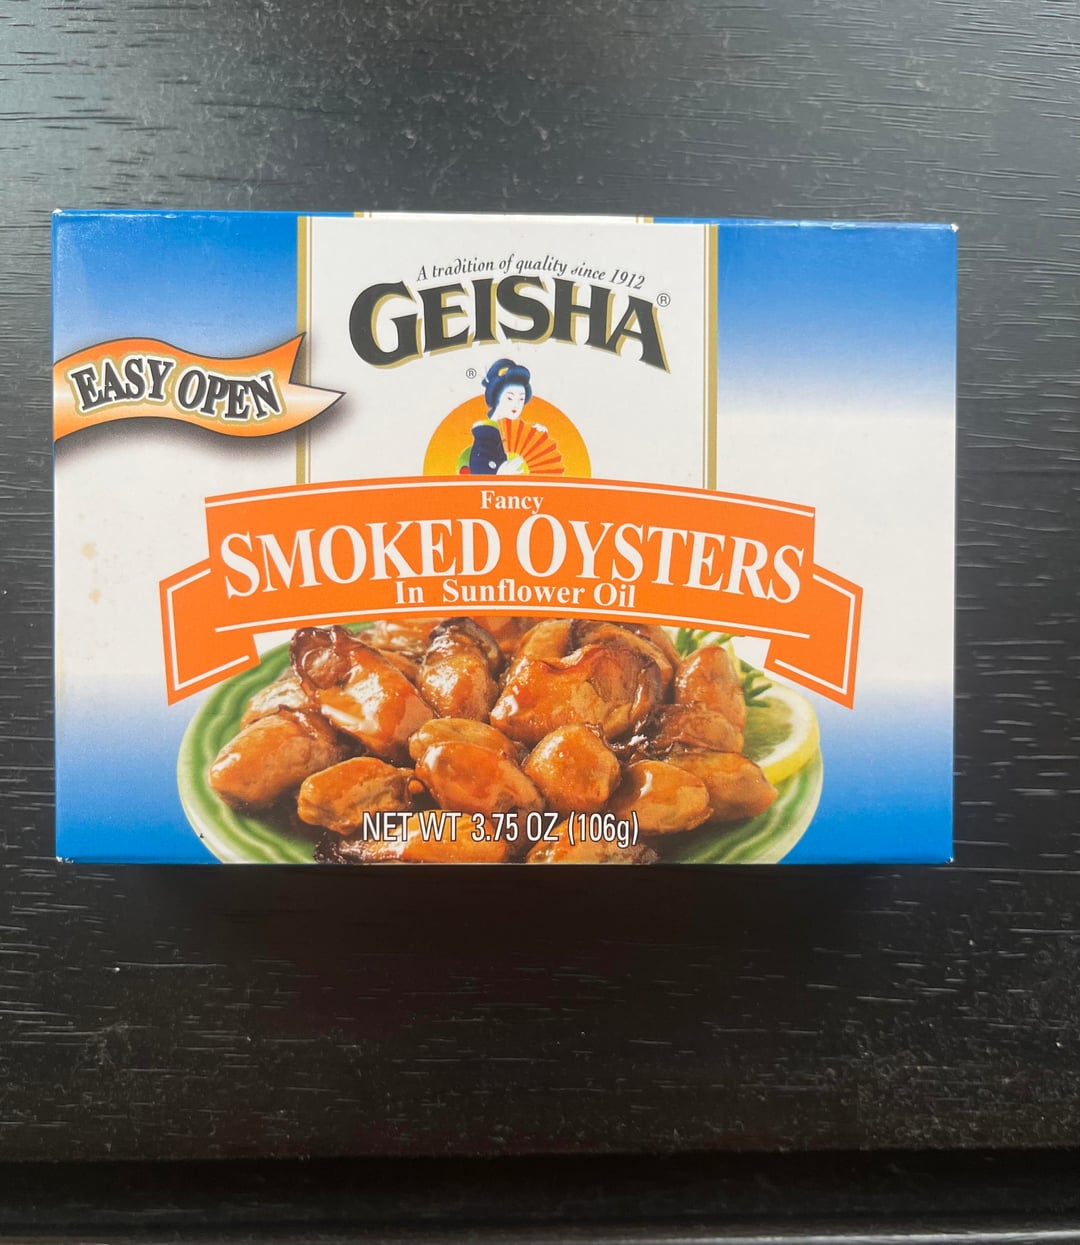 A tradition of quality since 1912
GEISHA®
®
EASY OPEN
Fancy
SMOKED OYSTERS
In Sunflower Oil
NET WT 3.75 OZ (106g)